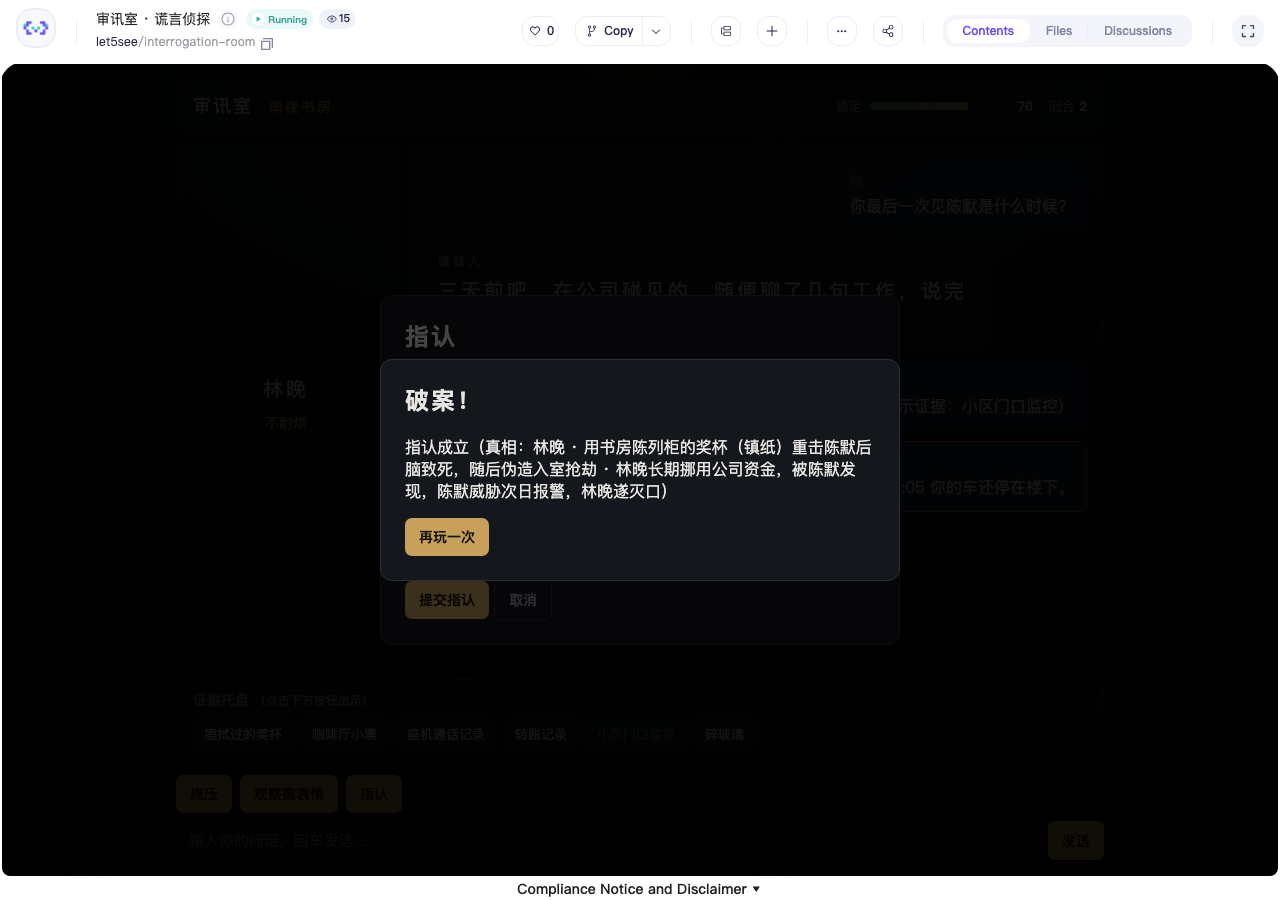 审讯室 · 谎言侦探
Running
15
let5see/interrogation-room
0
Copy
Contents
Files
Discussions
审讯室 雨夜书房
镇定 70 回合 2
你
你最后一次见陈默是什么时候？
嫌疑人
三天前吧，在公司碰见的，随便聊了几句工作，说完
林晚
不耐烦
示证据：小区门口监控）
:05 你的车还停在楼下。
指认
破案！
指认成立（真相：林晚 · 用书房陈列柜的奖杯（镇纸）重击陈默后
脑致死，随后伪造入室抢劫 · 林晚长期挪用公司资金，被陈默发
现，陈默威胁次日报警，林晚遂灭口）
再玩一次
提交指认
取消
证据托盘 （点击下方按钮出示）
擦拭过的奖杯
咖啡厅小票
座机通话记录
转账记录
小区门口监控
碎玻璃
施压
观察微表情
指认
输入你的问话，回车发送…
发送
Compliance Notice and Disclaimer